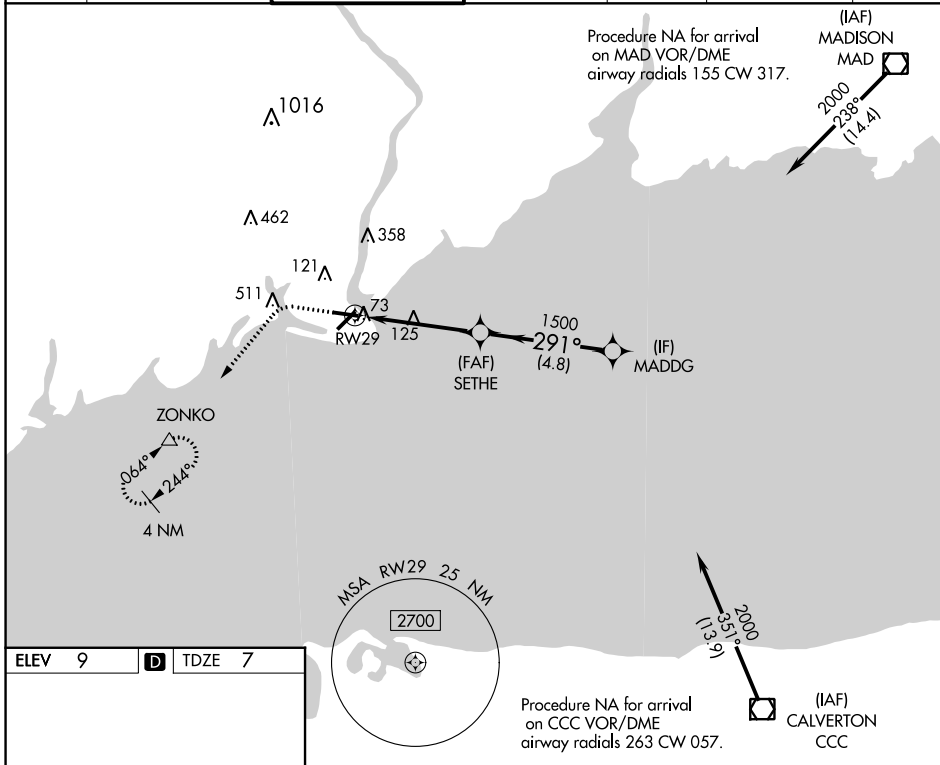 (IAF)
MADISON
MAD
Procedure NA for arrival
on MAD VOR/DME
airway radials 155 CW 317.
2000
238°
(14.4)
1016
462
358
121
511
73
125
RW29
1500
291°
(4.8)
(FAF)
SETHE
(IF)
MADDG
ZONKO
064°
244°
4 NM
MSA RW29 25 NM
2700
2000
351°
(13.9)
ELEV 9 D TDZE 7
Procedure NA for arrival
on CCC VOR/DME
airway radials 263 CW 057.
(IAF)
CALVERTON
CCC